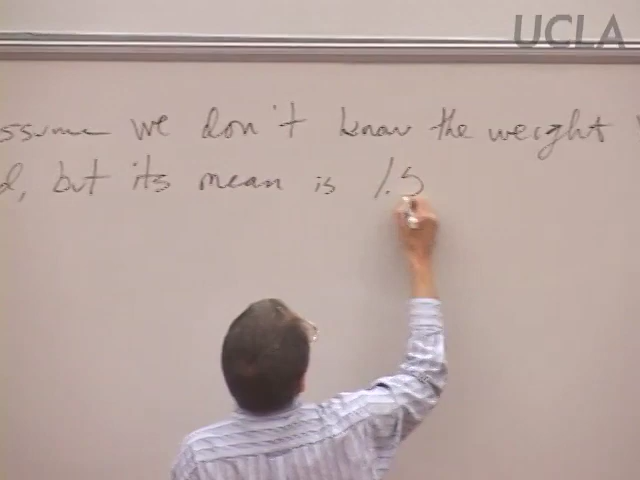 UCLA
ssume we don't know the weight
d, but its mean is 1.5